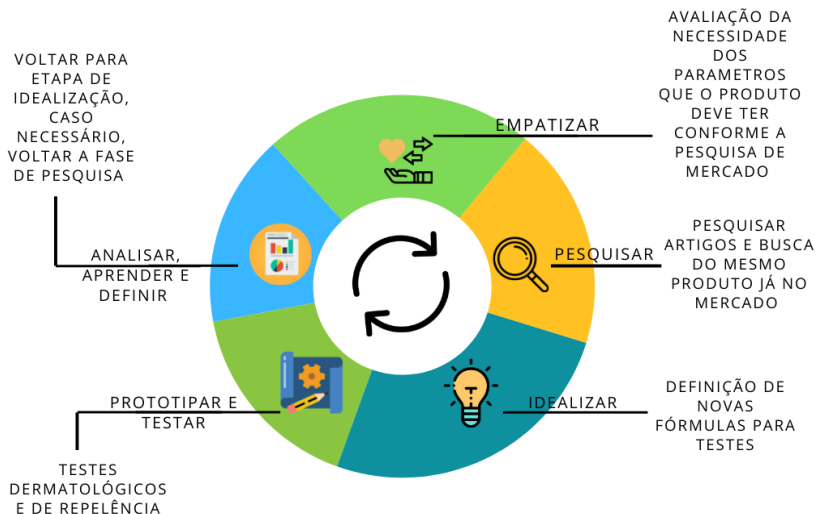 AVALIAÇÃO DA
NECESSIDADE
DOS
PARAMETROS
QUE O PRODUTO
DEVE TER
CONFORME A
PESQUISA DE
MERCADO
EMPATIZAR
PESQUISAR
PESQUISAR
ARTIGOS E BUSCA
DO MESMO
PRODUTO JÁ NO
MERCADO
IDEALIZAR
DEFINIÇÃO DE
NOVAS
FÓRMULAS PARA
TESTES
PROTOTIPAR E
TESTAR
TESTES
DERMATOLÓGICOS
E DE REPELÊNCIA
ANALISAR,
APRENDER E
DEFINIR
VOLTAR PARA
ETAPA DE
IDEALIZAÇÃO,
CASO
NECESSÁRIO,
VOLTAR A FASE
DE PESQUISA